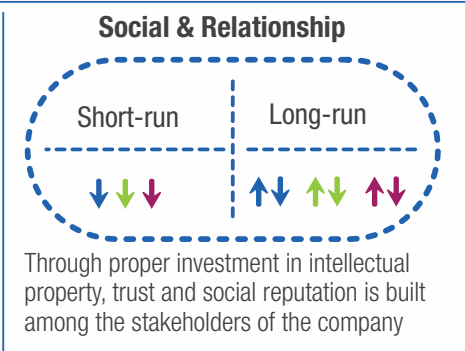 Social & Relationship
Short-run
Long-run
Through proper investment in intellectual
property, trust and social reputation is built
among the stakeholders of the company